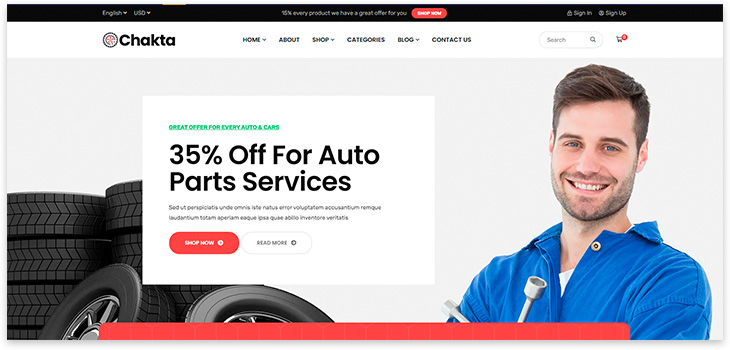 English USD 15% every product we have a great offer for you SHOP NOW Sign In Sign Up
Chakta HOME ABOUT SHOP CATEGORIES BLOG CONTACT US Search 0
GREAT OFFER FOR EVERY AUTO & CARS
35% Off For Auto
Parts Services
Sed ut perspiciatis unde omnis iste natus error voluptatem accusantium remque
laudantium totam aperiam eaque ipsa quae abilo inventore veritatis
SHOP NOW READ MORE